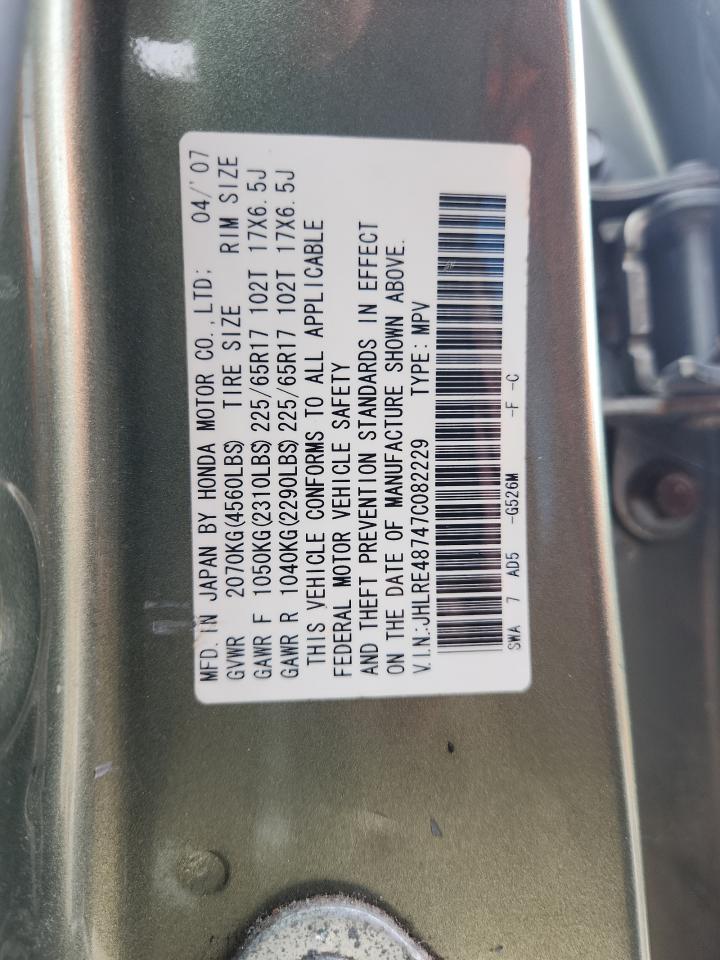 MFD. IN JAPAN BY HONDA MOTOR CO.,LTD; 04/'07
GVWR 2070KG(4560LBS) TIRE SIZE RIM SIZE
GAWR F 1050KG(2310LBS)225/65R17 102T 17X6.5J
GAWR R 1040KG(2290LBS)225/65R17 102T 17X6.5J
THIS VEHICLE CONFORMS TO ALL APPLICABLE
FEDERAL MOTOR VEHICLE SAFETY
AND THEFT PREVENTION STANDARDS IN EFFECT
ON THE DATE OF MANUFACTURE SHOWN ABOVE.
V.I.N.:JHLRE48747C082229 TYPE: MPV
SWA 7 AD5 -G526M -F -C